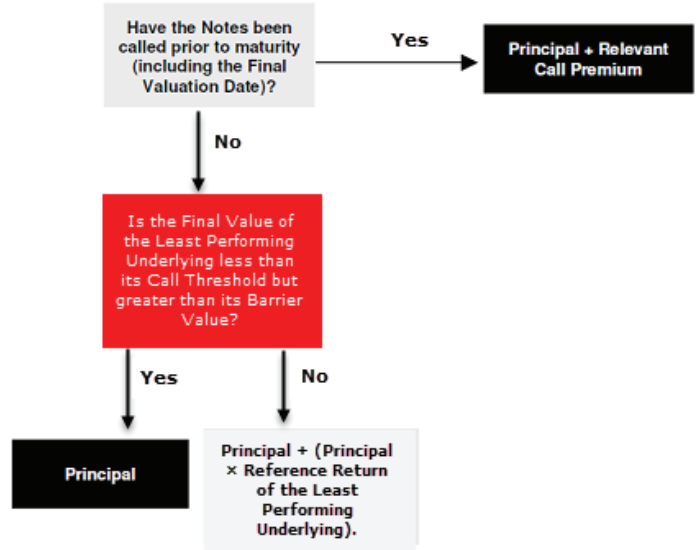 Have the Notes been
called prior to maturity
(including the Final
Valuation Date)?
Yes
Principal + Relevant
Call Premium
No
Is the Final Value of
the Least Performing
Underlying less than
its Call Threshold but
greater than its Barrier
Value?
Yes
No
Principal
Principal + (Principal
× Reference Return
of the Least
Performing
Underlying).